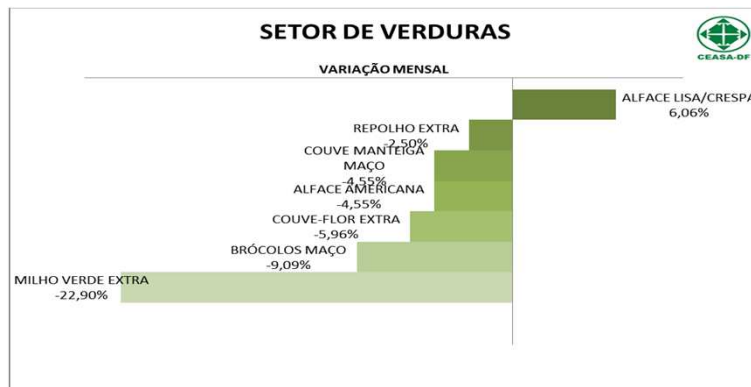 SETOR DE VERDURAS
CEASA-DF
VARIAÇÃO MENSAL
ALFACE LISA/CRESPA
6,06%
REPOLHO EXTRA
-2,50%
COUVE MANTEIGA
MAÇO
-4,55%
ALFACE AMERICANA
-4,55%
COUVE-FLOR EXTRA
-5,96%
BRÓCOLOS MAÇO
-9,09%
MILHO VERDE EXTRA
-22,90%